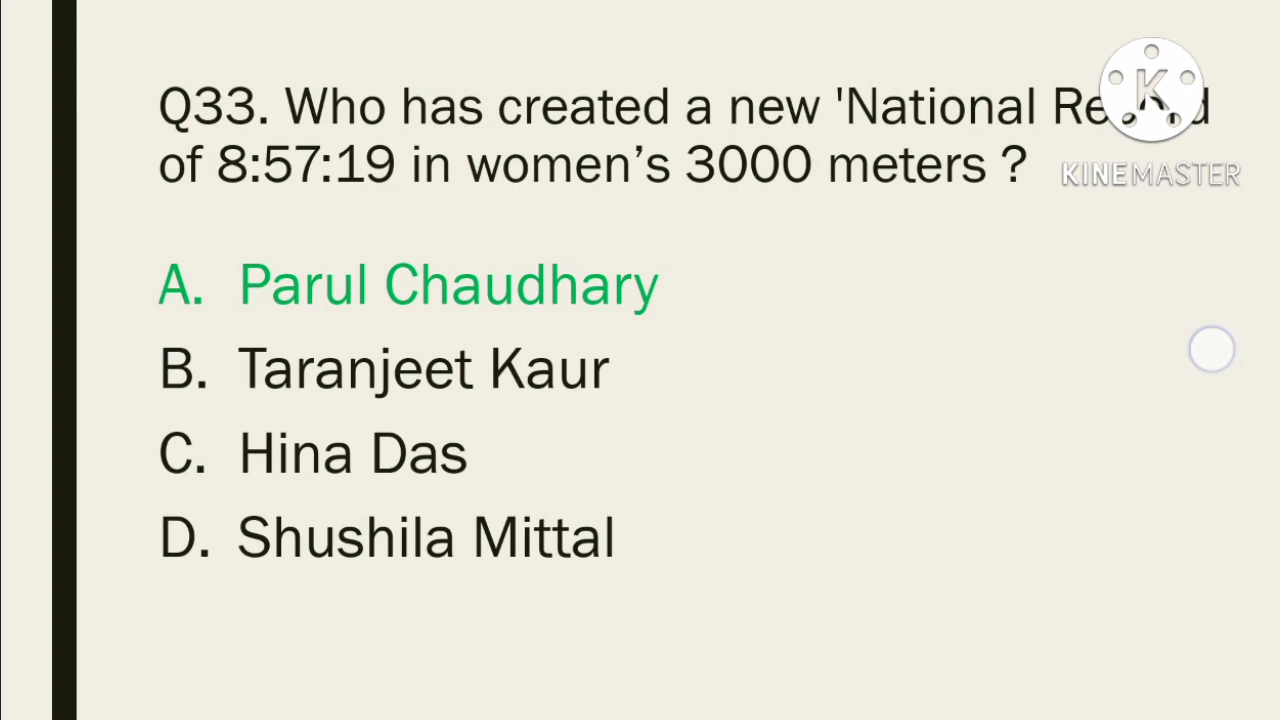 Q33. Who has created a new 'National Record
of 8:57:19 in women’s 3000 meters ?
A. Parul Chaudhary
B. Taranjeet Kaur
C. Hina Das
D. Shushila Mittal
K
KINEMASTER